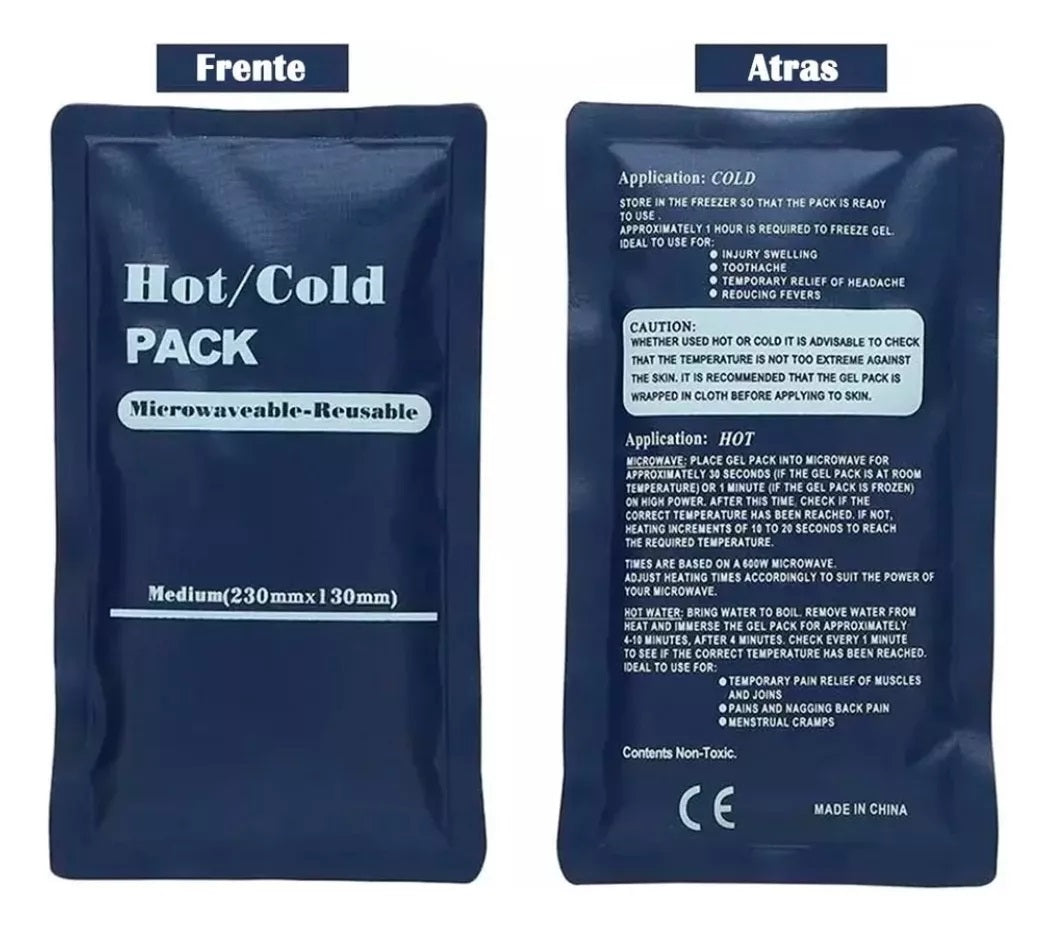 Frente
Hot/Cold
PACK
Microwaveable-Reusable
Medium(230mmx130mm)
Atras
Application: COLD
STORE IN THE FREEZER SO THAT THE PACK IS READY
TO USE .
APPROXIMATELY 1 HOUR IS REQUIRED TO FREEZE GEL.
IDEAL TO USE FOR:
● INJURY SWELLING
● TOOTHACHE
● TEMPORARY RELIEF OF HEADACHE
● REDUCING FEVERS
CAUTION:
WHETHER USED HOT OR COLD IT IS ADVISABLE TO CHECK
THAT THE TEMPERATURE IS NOT TOO EXTREME AGAINST
THE SKIN. IT IS RECOMMENDED THAT THE GEL PACK IS
WRAPPED IN CLOTH BEFORE APPLYING TO SKIN.
Application: HOT
MICROWAVE: PLACE GEL PACK INTO MICROWAVE FOR
APPROXIMATELY 30 SECONDS (IF THE GEL PACK IS AT ROOM
TEMPERATURE) OR 1 MINUTE (IF THE GEL PACK IS FROZEN)
ON HIGH POWER. AFTER THIS TIME, CHECK IF THE
CORRECT TEMPERATURE HAS BEEN REACHED. IF NOT,
HEATING INCREMENTS OF 10 TO 20 SECONDS TO REACH
THE REQUIRED TEMPERATURE.
TIMES ARE BASED ON A 600W MICROWAVE.
ADJUST HEATING TIMES ACCORDINGLY TO SUIT THE POWER OF
YOUR MICROWAVE.
HOT WATER: BRING WATER TO BOIL. REMOVE WATER FROM
HEAT AND IMMERSE THE GEL PACK FOR APPROXIMATELY
4-10 MINUTES, AFTER 4 MINUTES. CHECK EVERY 1 MINUTE
TO SEE IF THE CORRECT TEMPERATURE HAS BEEN REACHED.
IDEAL TO USE FOR:
● TEMPORARY PAIN RELIEF OF MUSCLES
AND JOINS
● PAINS AND NAGGING BACK PAIN
● MENSTRUAL CRAMPS
Contents Non-Toxic.
CE
MADE IN CHINA